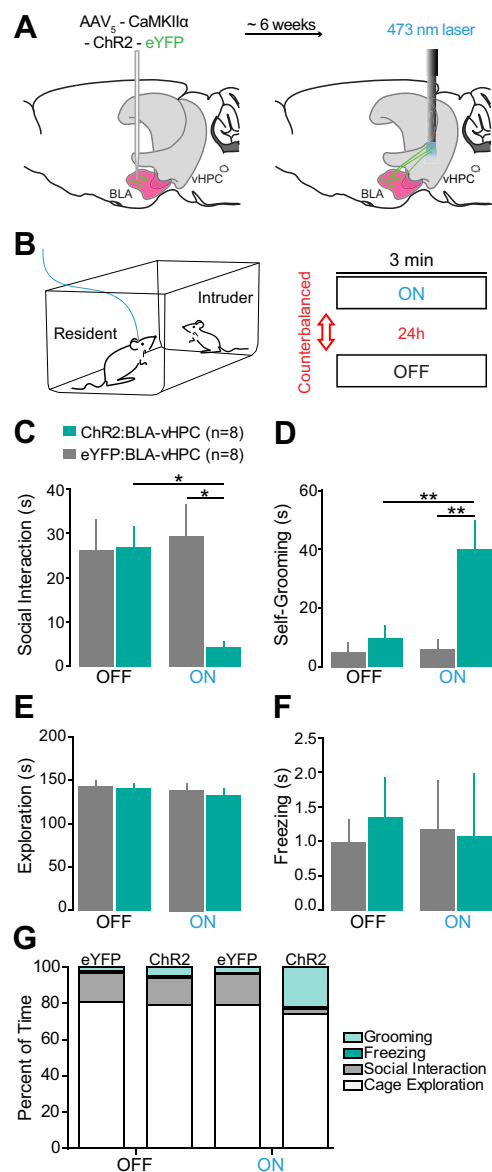 A
AAV5 - CaMKIIα
- ChR2 - eYFP
~ 6 weeks
473 nm laser
BLA
vHPC
BLA
vHPC
B
Resident
Intruder
3 min
ON
Counterbalanced
24h
OFF
C
ChR2:BLA-vHPC (n=8)
eYFP:BLA-vHPC (n=8)
Social Interaction (s)
40
30
20
10
0
*
*
OFF
ON
D
Self-Grooming (s)
60
40
20
0
**
**
OFF
ON
E
Exploration (s)
200
150
100
50
0
OFF
ON
F
Freezing (s)
2.5
2.0
1.5
1.0
0.5
0
OFF
ON
G
Percent of Time
100
80
60
40
20
0
eYFP
ChR2
eYFP
ChR2
OFF
ON
Grooming
Freezing
Social Interaction
Cage Exploration